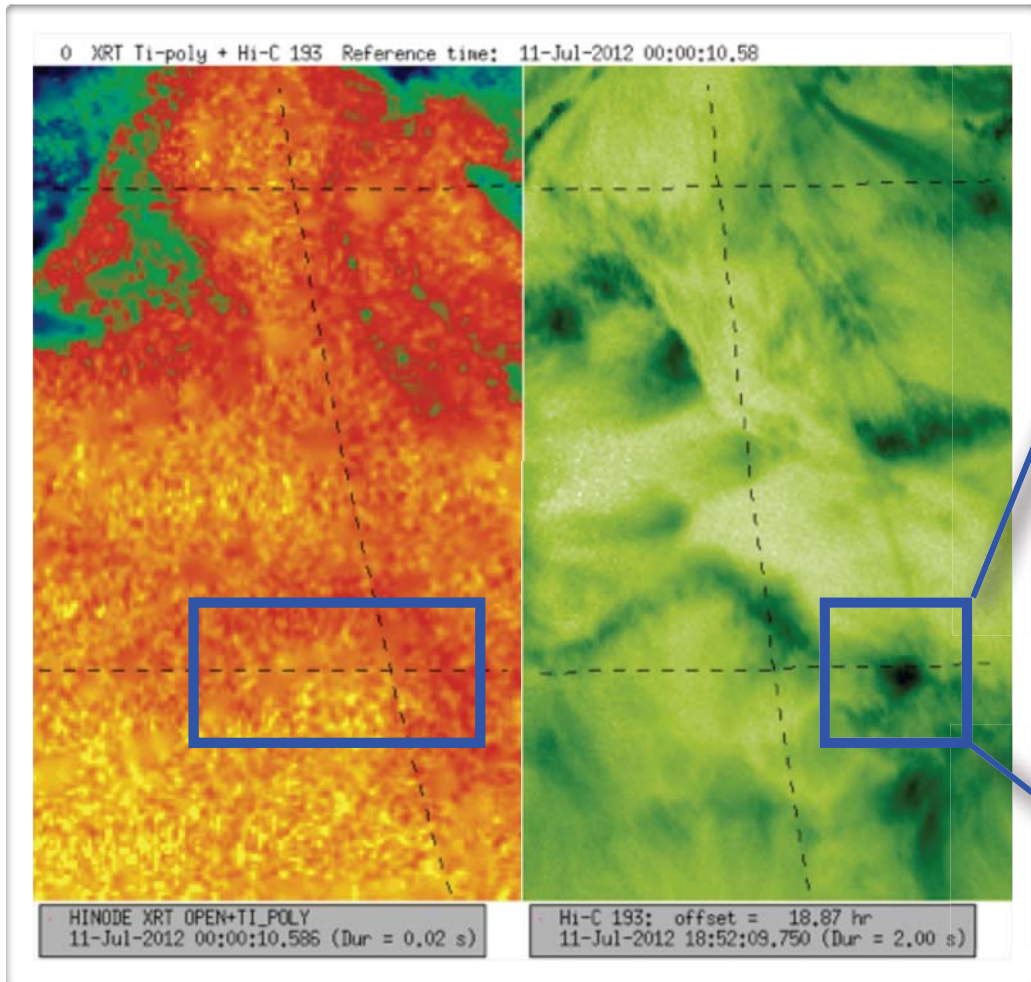 0 XRT Ti-poly + Hi-C 193 Reference time: 11-Jul-2012 00:00:10.58
HINODE XRT OPEN+TI_POLY
11-Jul-2012 00:00:10.586 (Dur = 0.02 s)
Hi-C 193: offset = 18.87 hr
11-Jul-2012 18:52:09.750 (Dur = 2.00 s)